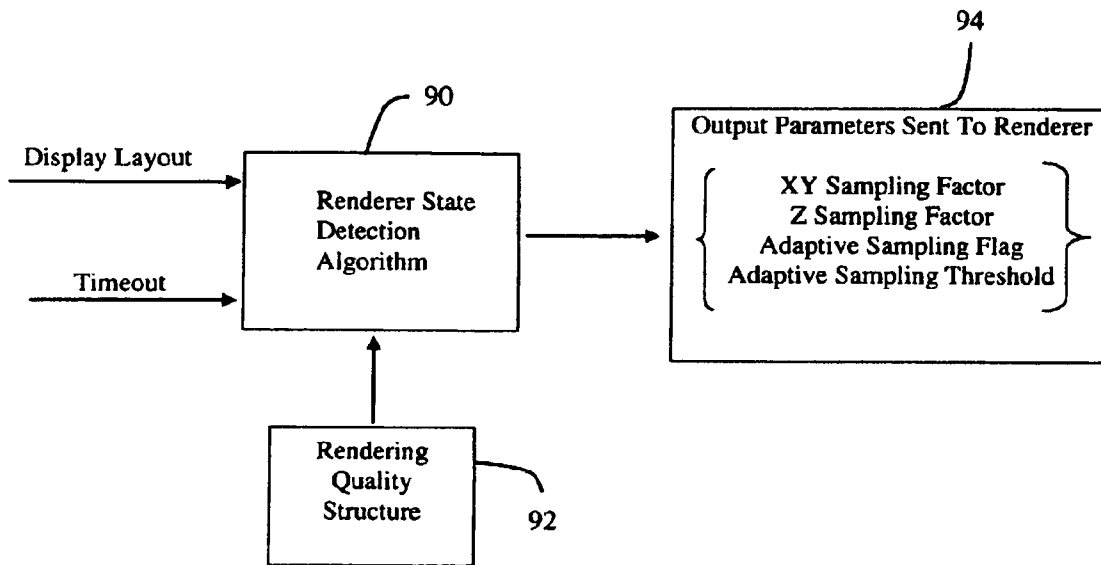 94
90
Output Parameters Sent To Renderer
Display Layout
XY Sampling Factor
Renderer State
Z Sampling Factor
Detection
Adaptive Sampling Flag
Algorithm
Adaptive Sampling Threshold
Timeout
Rendering
Quality
Structure
92